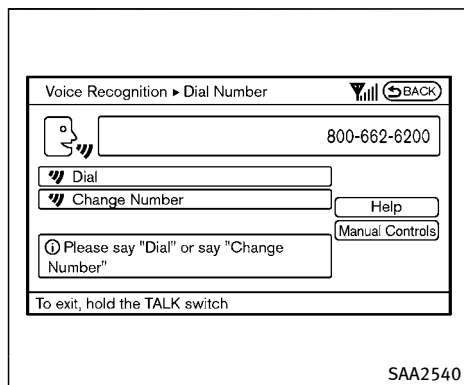 Voice Recognition ▸ Dial Number
BACK
800-662-6200
Dial
Change Number
Help
Manual Controls
Please say "Dial" or say "Change
Number"
To exit, hold the TALK switch
SAA2540